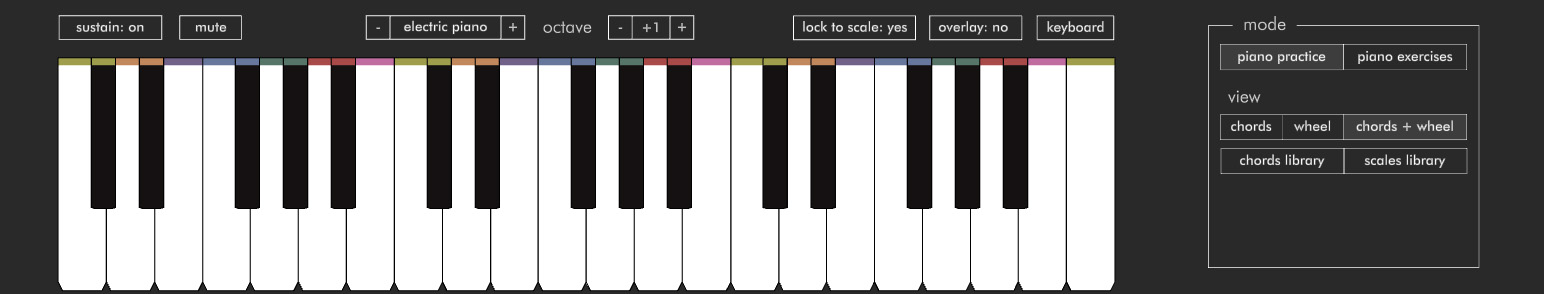 sustain: on mute - electric piano + octave - +1 + lock to scale: yes overlay: no keyboard
mode
piano practice piano exercises
view
chords wheel chords + wheel
chords library scales library